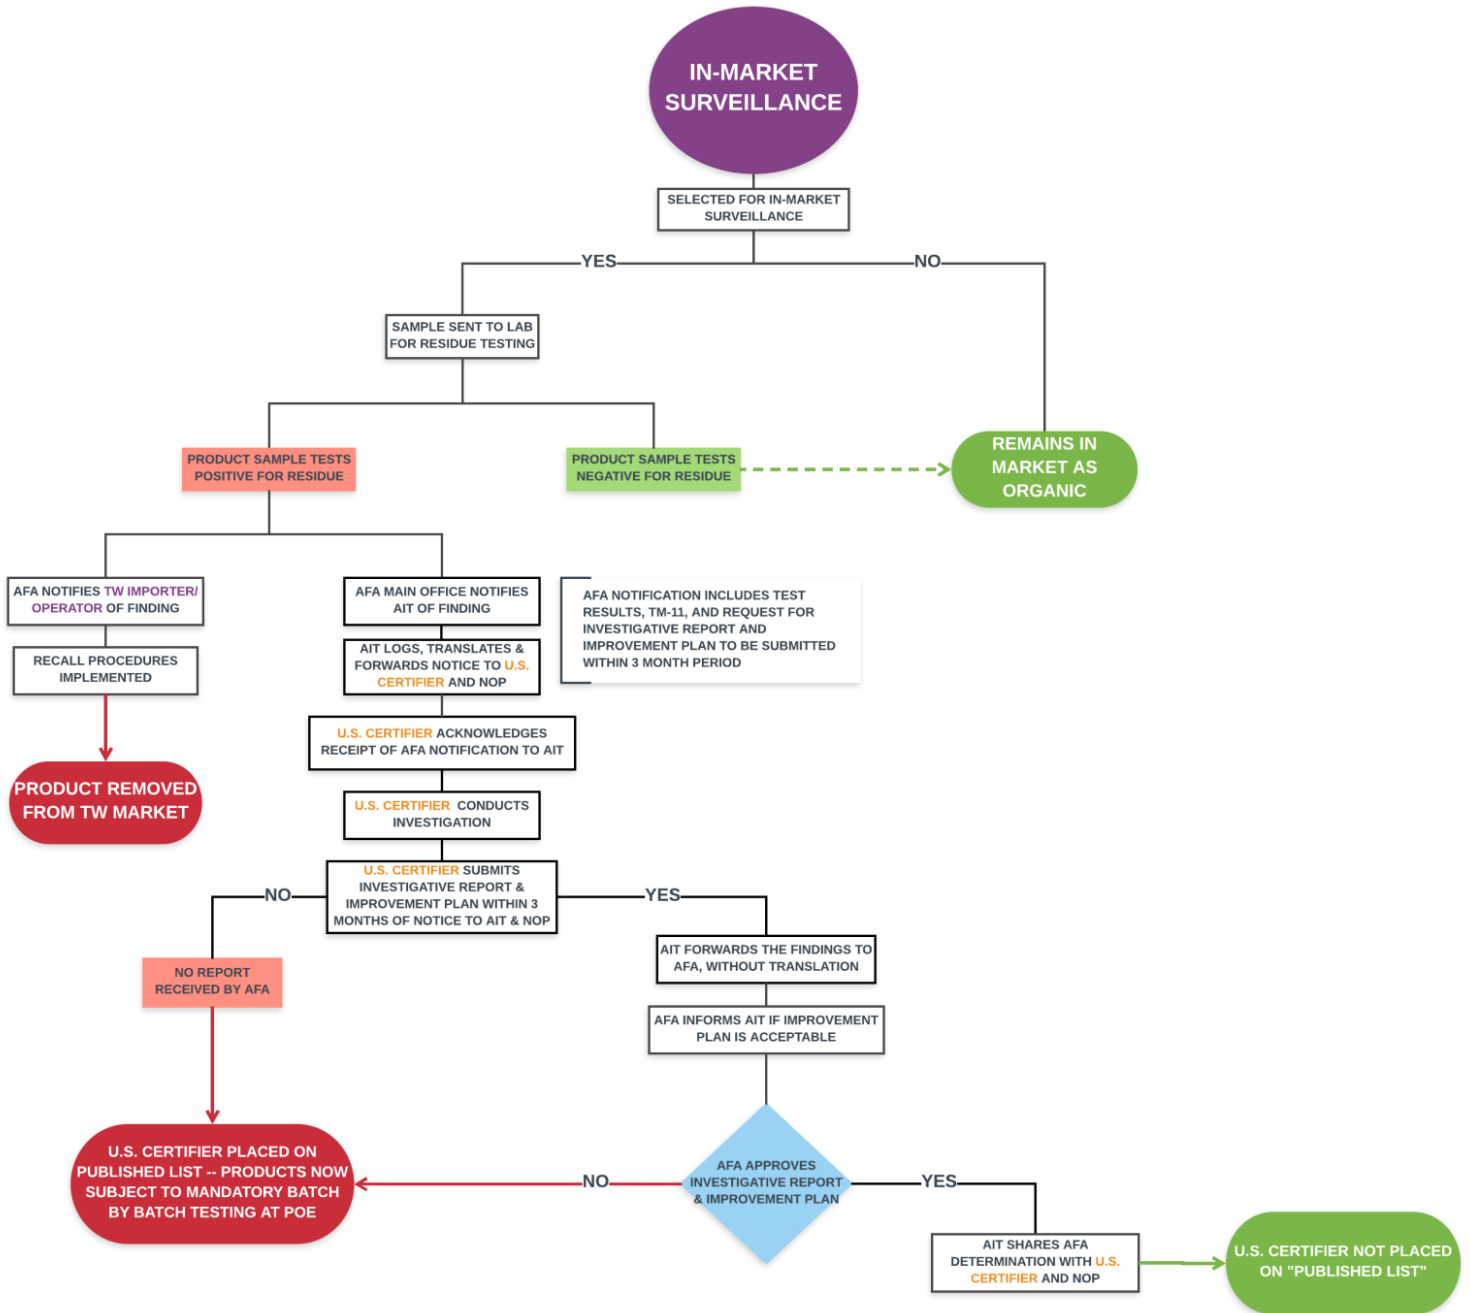 IN-MARKET
SURVEILLANCE
SELECTED FOR IN-MARKET
SURVEILLANCE
YES
NO
SAMPLE SENT TO LAB
FOR RESIDUE TESTING
PRODUCT SAMPLE TESTS
POSITIVE FOR RESIDUE
PRODUCT SAMPLE TESTS
NEGATIVE FOR RESIDUE
REMAINS IN
MARKET AS
ORGANIC
AFA NOTIFIES TW IMPORTER/
OPERATOR OF FINDING
RECALL PROCEDURES
IMPLEMENTED
PRODUCT REMOVED
FROM TW MARKET
AFA MAIN OFFICE NOTIFIES
AIT OF FINDING
AFA NOTIFICATION INCLUDES TEST
RESULTS, TM-11, AND REQUEST FOR
INVESTIGATIVE REPORT AND
IMPROVEMENT PLAN TO BE SUBMITTED
WITHIN 3 MONTH PERIOD
AIT LOGS, TRANSLATES &
FORWARDS NOTICE TO U.S.
CERTIFIER AND NOP
U.S. CERTIFIER ACKNOWLEDGES
RECEIPT OF AFA NOTIFICATION TO AIT
U.S. CERTIFIER CONDUCTS
INVESTIGATION
U.S. CERTIFIER SUBMITS
INVESTIGATIVE REPORT &
IMPROVEMENT PLAN WITHIN 3
MONTHS OF NOTICE TO AIT & NOP
NO
YES
NO REPORT
RECEIVED BY AFA
AIT FORWARDS THE FINDINGS TO
AFA, WITHOUT TRANSLATION
AFA INFORMS AIT IF IMPROVEMENT
PLAN IS ACCEPTABLE
U.S. CERTIFIER PLACED ON
PUBLISHED LIST -- PRODUCTS NOW
SUBJECT TO MANDATORY BATCH
BY BATCH TESTING AT POE
NO
AFA APPROVES
INVESTIGATIVE REPORT
& IMPROVEMENT PLAN
YES
AIT SHARES AFA
DETERMINATION WITH U.S.
CERTIFIER AND NOP
U.S. CERTIFIER NOT PLACED
ON "PUBLISHED LIST"